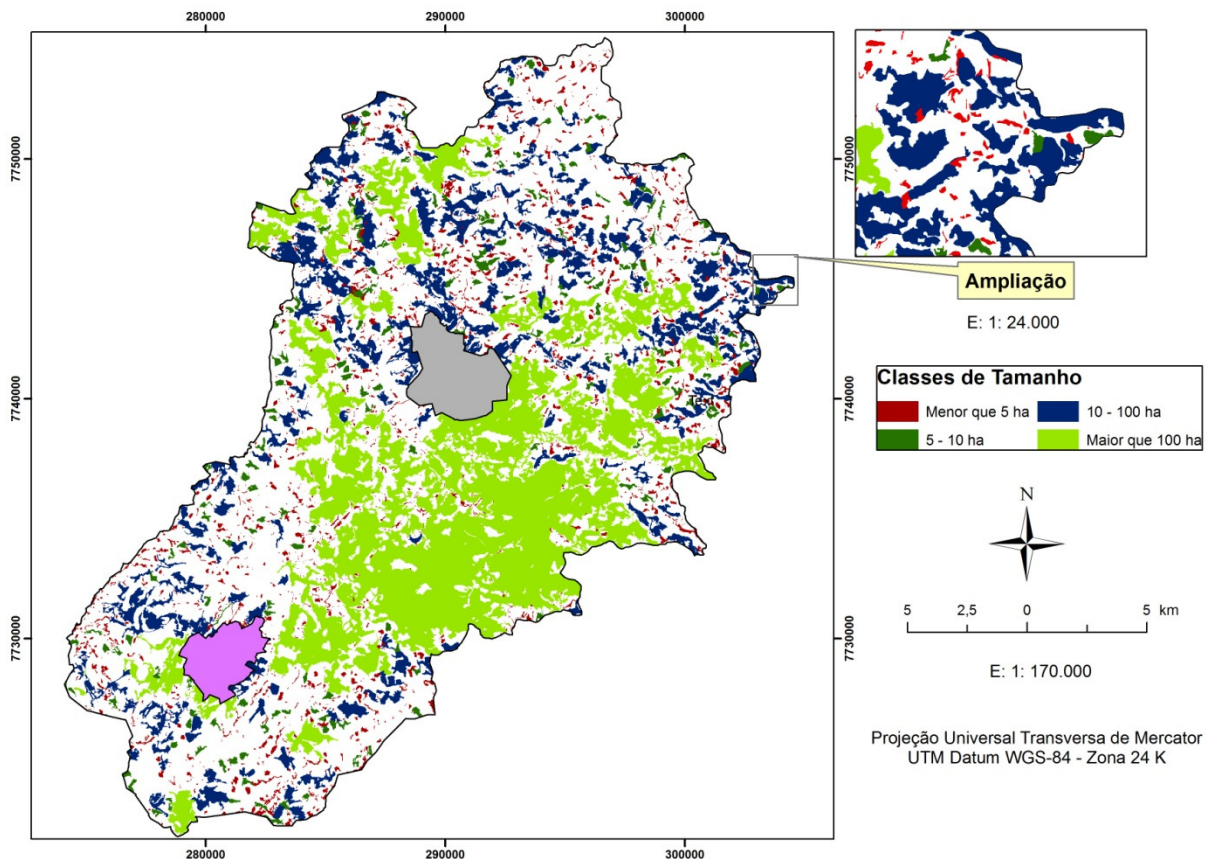 280000 290000 300000
7750000 7750000
7740000 7740000
7730000 7730000
280000 290000 300000
Ampliação
E: 1: 24.000
Classes de Tamanho
Menor que 5 ha 10 - 100 ha
5 - 10 ha Maior que 100 ha
N
5 2.5 0 5 km
E: 1: 170.000
Projeção Universal Transversa de Mercator
UTM Datum WGS-84 - Zona 24 K